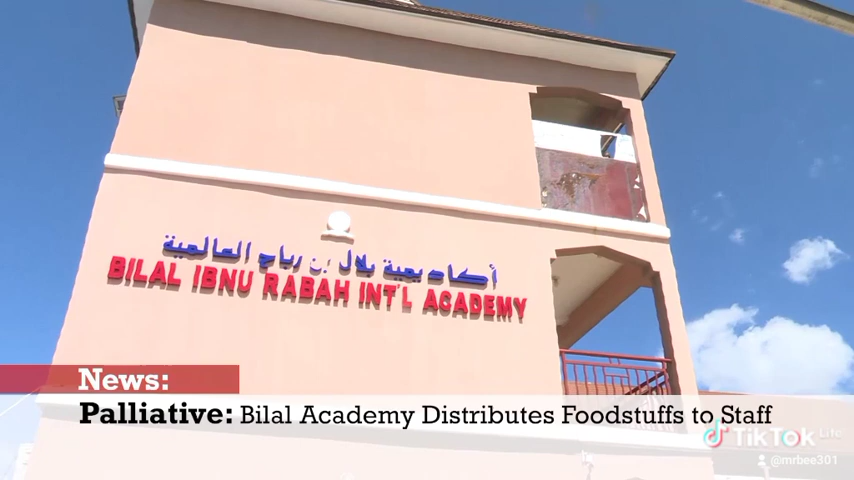 أكاديمية بلال بن رباح العالمية
BILAL IBNU RABAH INT'L ACADEMY
News:
Palliative: Bilal Academy Distributes Foodstuffs to Staff
TikTok Lite
@mrbee301